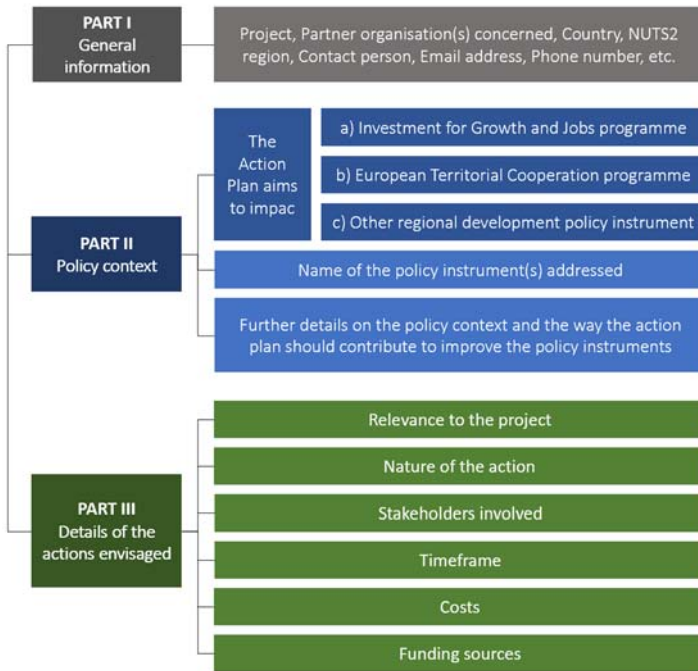 PART I
General
information
Project, Partner organisation(s) concerned, Country, NUTS2
region, Contact person, Email address, Phone number, etc.
PART II
Policy context
The
Action
Plan aims
to impac
a) Investment for Growth and Jobs programme
b) European Territorial Cooperation programme
c) Other regional development policy instrument
Name of the policy instrument(s) addressed
Further details on the policy context and the way the action
plan should contribute to improve the policy instruments
PART III
Details of the
actions envisaged
Relevance to the project
Nature of the action
Stakeholders involved
Timeframe
Costs
Funding sources